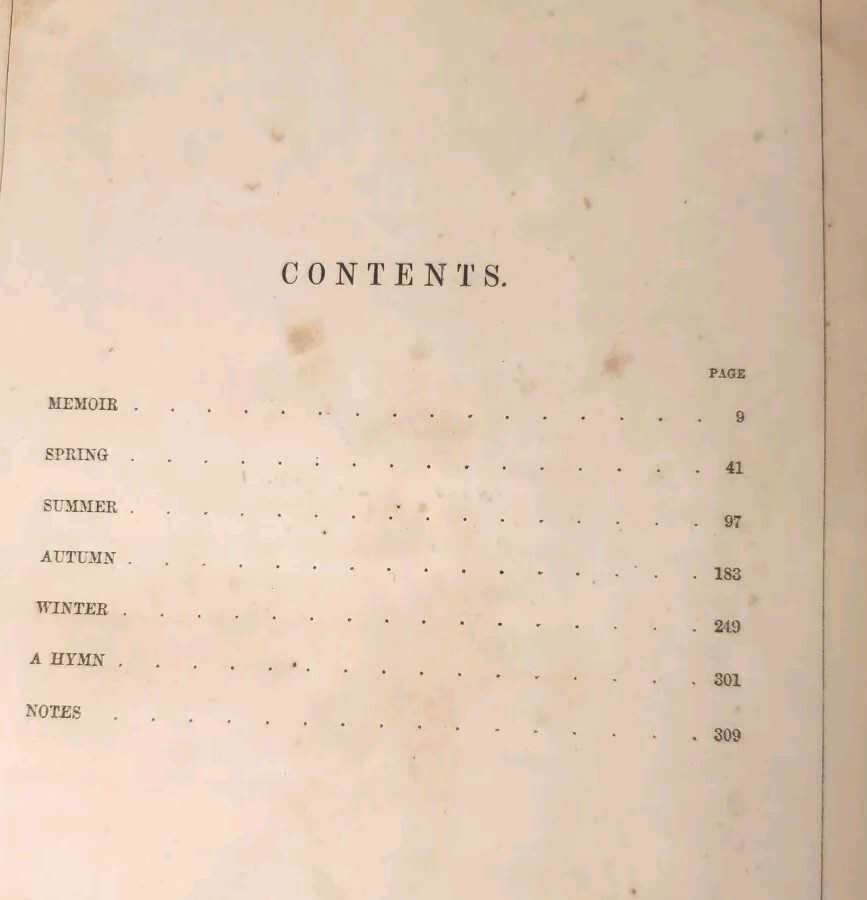 CONTENTS.
PAGE
MEMOIR . . . . . . . . . . . . . . . . 9
SPRING . . . . . . . . . . . . . . . . 41
SUMMER . . . . . . . . . . . . . . . . 97
AUTUMN . . . . . . . . . . . . . . . . 183
WINTER . . . . . . . . . . . . . . . . 249
A HYMN . . . . . . . . . . . . . . . . 301
NOTES . . . . . . . . . . . . . . . . 309